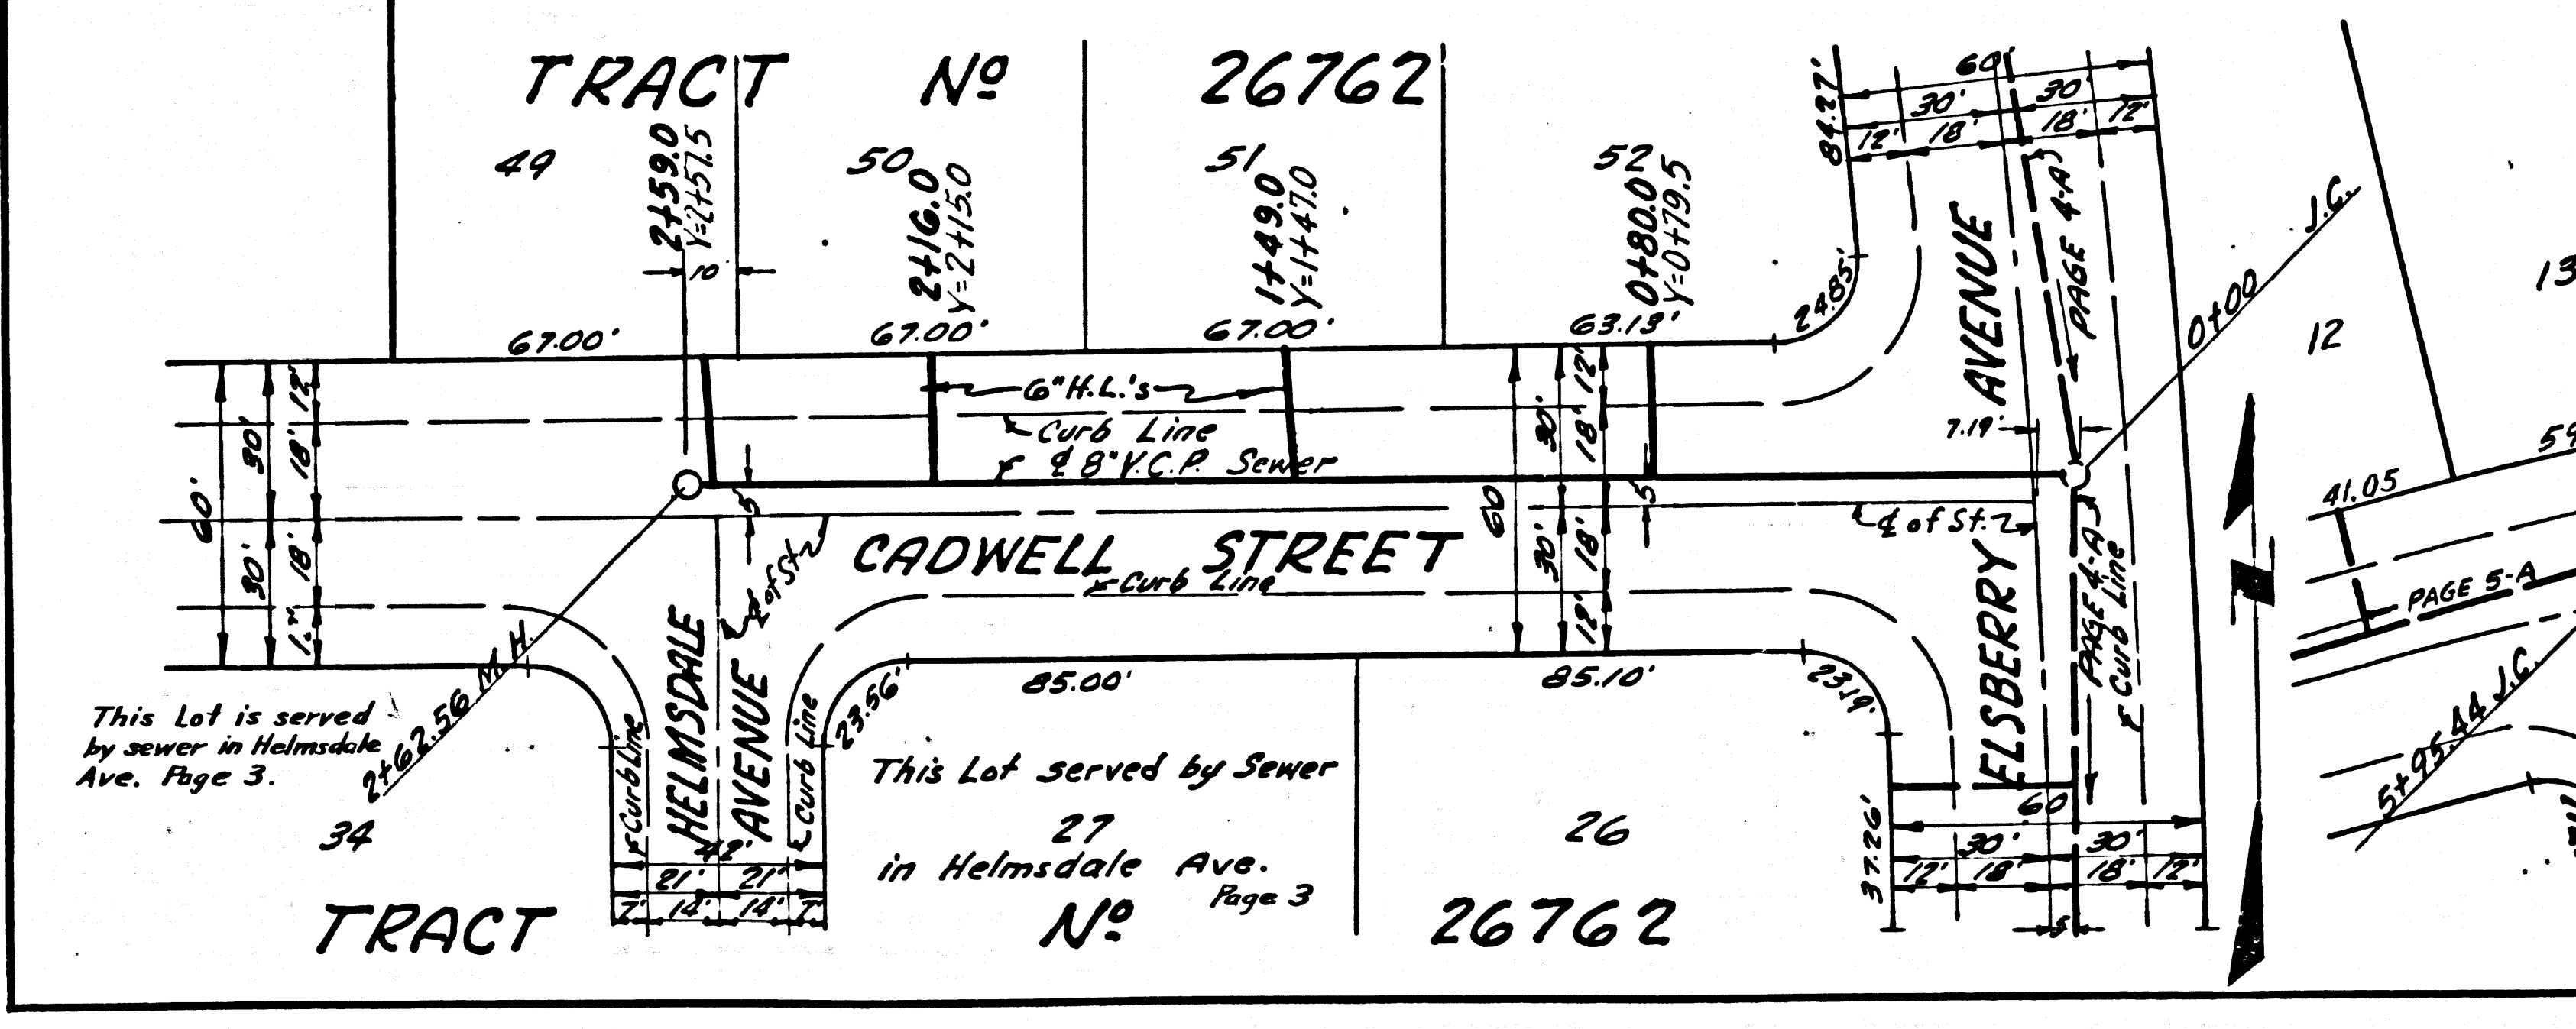 TRACT Nº 26762
49
50
51
52
2+59.0
Y=2+57.5
2+16.0
Y=2+15.0
1+49.0
Y=1+47.0
0+80.0
Y=0+79.5
10
67.00'
67.00'
67.00'
63.13'
24.85'
84.27'
60'
30'
30'
12'
18'
18'
12'
AVENUE
PAGE 4-A
J.C.
0+00
13
12
7.19
59
41.05
PAGE 5-A
5+95.44 J.C.
60'
30'
30'
12'
18'
18'
6" H.L.'s
Curb Line
℄ 8" V.C.P. Sewer
5
5
60
30'
30'
12'
18'
18'
12'
℄ of St.
℄ of St.
CADWELL STREET
Curb Line
ELSBERRY
PAGE 4-A
Curb Line
N
HELMSDALE
AVENUE
Curb Line
Curb Line
2+62.56 M.H.
23.56'
85.00'
85.10'
23.19'
37.26'
This Lot is served
by sewer in Helmsdale
Ave. Page 3.
34
This Lot served by Sewer
27
in Helmsdale Ave.
Page 3
26
42'
21'
21'
7'
14'
14'
7'
60
30'
30'
12'
18'
18'
12'
5
TRACT Nº 26762